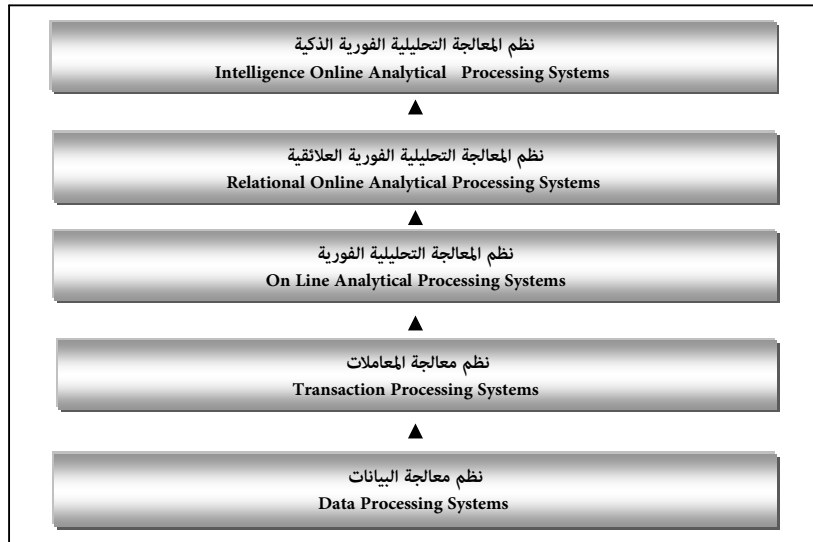 نظم المعالجة التحليلية الفورية الذكية
Intelligence Online Analytical Processing Systems
نظم المعالجة التحليلية الفورية العلائقية
Relational Online Analytical Processing Systems
نظم المعالجة التحليلية الفورية
On Line Analytical Processing Systems
نظم معالجة المعاملات
Transaction Processing Systems
نظم معالجة البيانات
Data Processing Systems